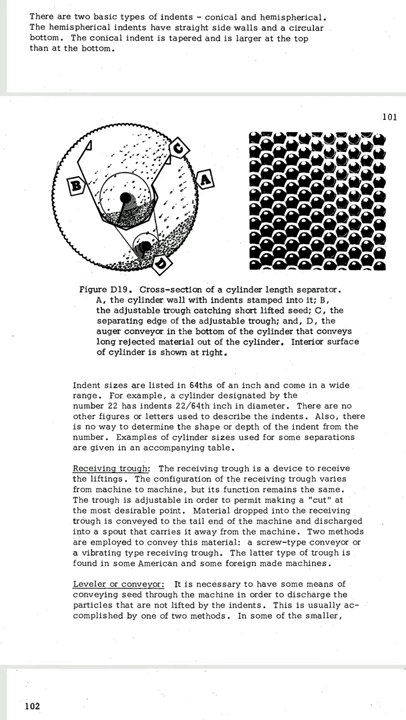 There are two basic types of indents - conical and hemispherical.
The hemispherical indents have straight side walls and a circular
bottom. The conical indent is tapered and is larger at the top
than at the bottom.
101
B
C
A
D
Figure D19. Cross-section of a cylinder length separator.
A, the cylinder wall with indents stamped into it; B,
the adjustable trough catching short lifted seed; C, the
separating edge of the adjustable trough; and, D, the
auger conveyor in the bottom of the cylinder that conveys
long rejected material out of the cylinder. Interior surface
of cylinder is shown at right.
Indent sizes are listed in 64ths of an inch and come in a wide
range. For example, a cylinder designated by the
number 22 has indents 22/64th inch in diameter. There are no
other figures or letters used to describe the indents. Also, there
is no way to determine the shape or depth of the indent from the
number. Examples of cylinder sizes used for some separations
are given in an accompanying table.
Receiving trough: The receiving trough is a device to receive
the liftings. The configuration of the receiving trough varies
from machine to machine, but its function remains the same.
The trough is adjustable in order to permit making a "cut" at
the most desirable point. Material dropped into the receiving
trough is conveyed to the tail end of the machine and discharged
into a spout that carries it away from the machine. Two methods
are employed to convey this material: a screw-type conveyor or
a vibrating type receiving trough. The latter type of trough is
found in some American and some foreign made machines.
Leveler or conveyor: It is necessary to have some means of
conveying seed through the machine in order to discharge the
particles that are not lifted by the indents. This is usually ac-
complished by one of two methods. In some of the smaller,
102